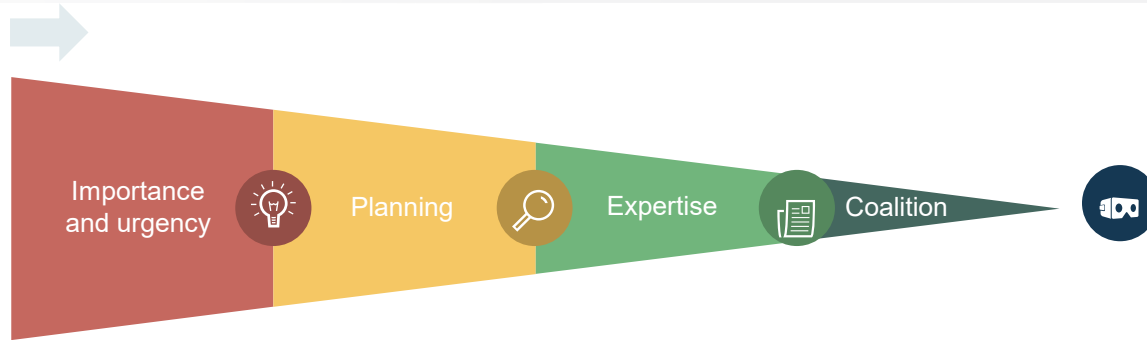 Importance
and urgency
Planning
Expertise
Coalition